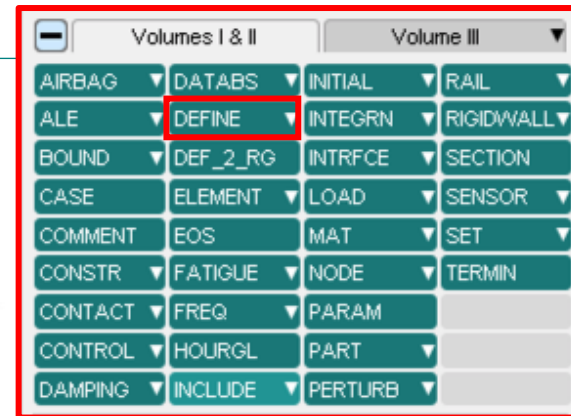 Volumes I & II Volume III
AIRBAG DATABS INITIAL RAIL
ALE DEFINE INTEGRN RIGIDWALL
BOUND DEF_2_RG INTRFCE SECTION
CASE ELEMENT LOAD SENSOR
COMMENT EOS MAT SET
CONSTR FATIGUE NODE TERMIN
CONTACT FREQ PARAM
CONTROL HOURGL PART
DAMPING INCLUDE PERTURB